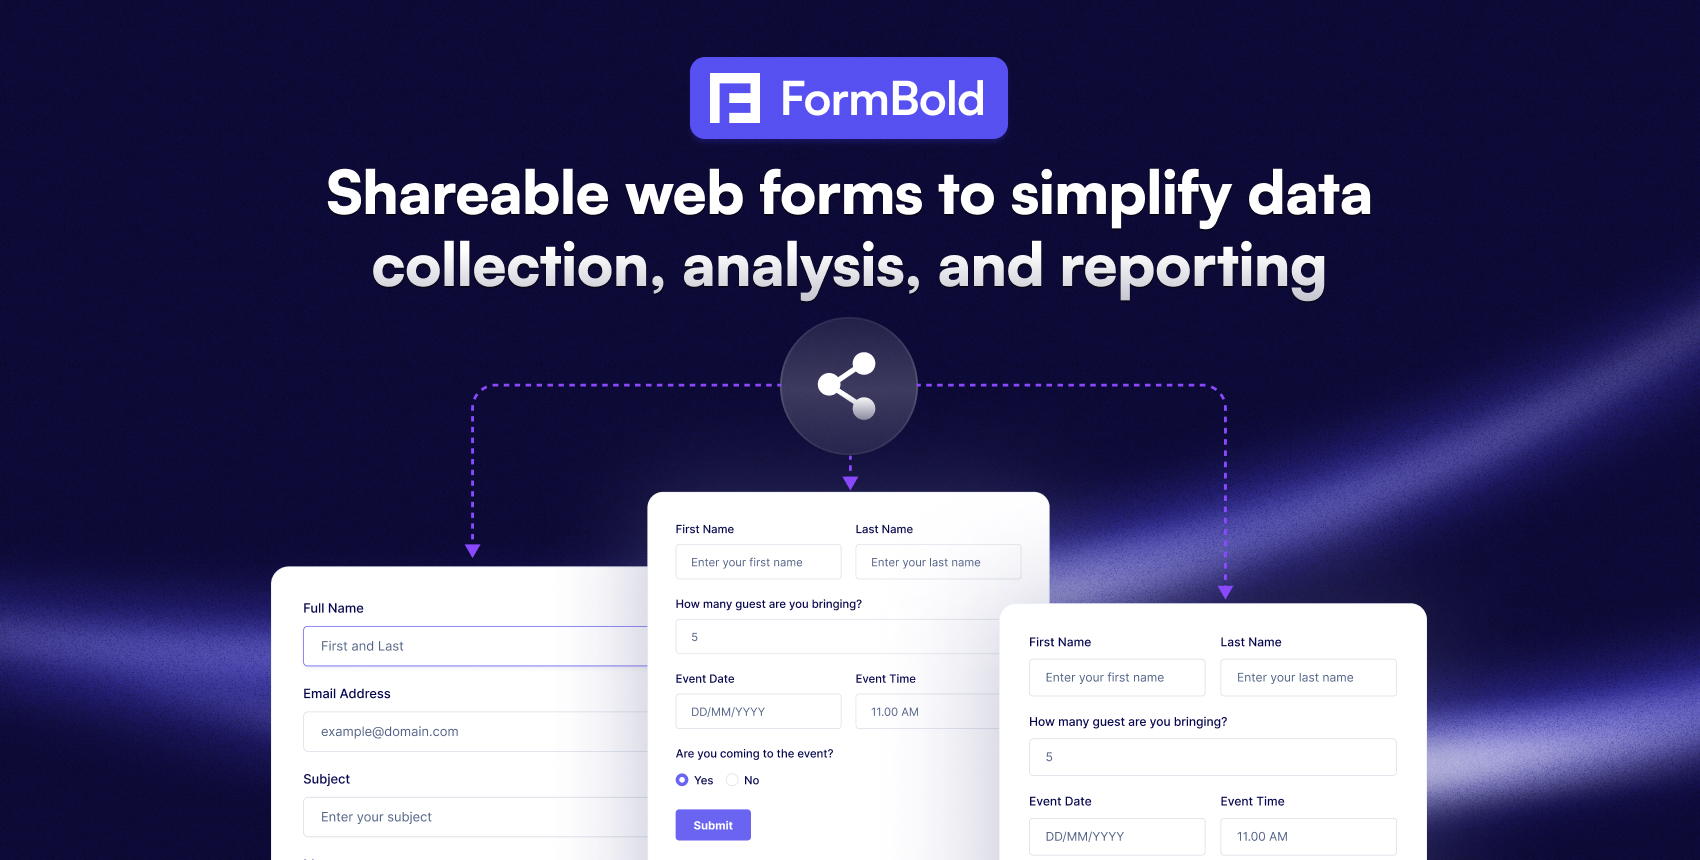 FormBold
Shareable web forms to simplify data
collection, analysis, and reporting
Full Name
First and Last
Email Address
example@domain.com
Subject
Enter your subject
First Name Last Name
Enter your first name Enter your last name
How many guest are you bringing?
5
Event Date Event Time
DD/MM/YYYY 11.00 AM
Are you coming to the event?
Yes No
Submit
First Name Last Name
Enter your first name Enter your last name
How many guest are you bringing?
5
Event Date Event Time
DD/MM/YYYY 11.00 AM